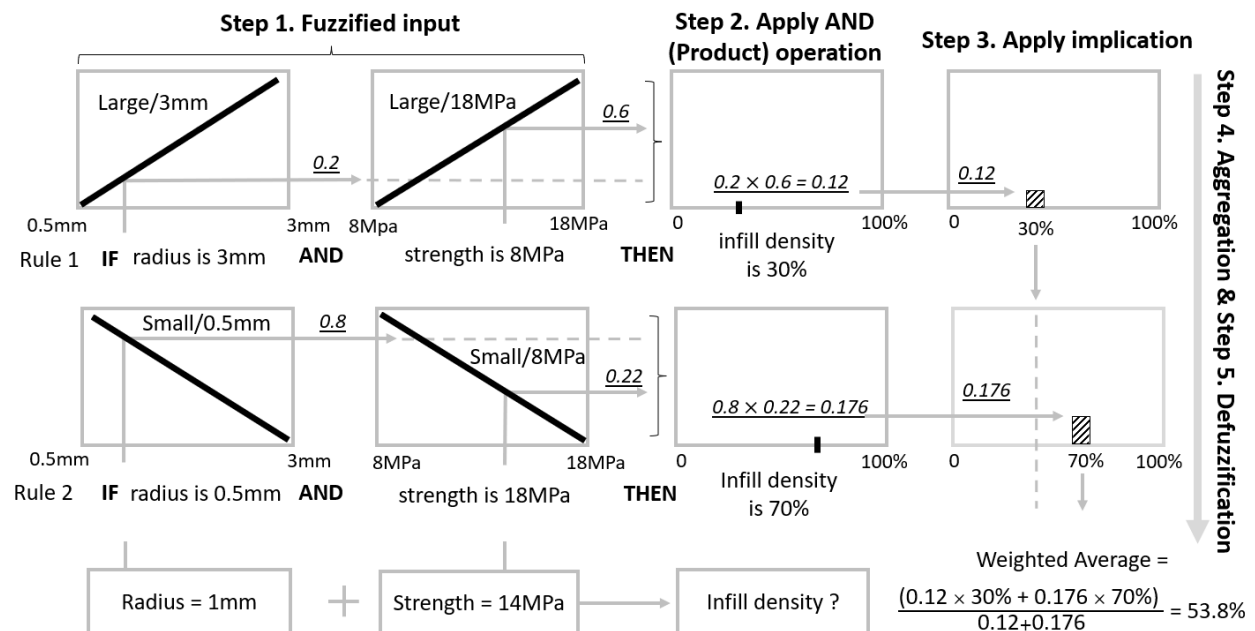 Step 1. Fuzzified input
Step 2. Apply AND
(Product) operation
Step 3. Apply implication
Step 4. Aggregation & Step 5. Defuzzification
Large/3mm
0.2
Large/18MPa
0.6
0.2 × 0.6 = 0.12
0.12
0.5mm
3mm
8Mpa
18MPa
0
100%
0
30%
100%
Rule 1 IF radius is 3mm AND strength is 8MPa THEN
infill density
is 30%
Small/0.5mm
0.8
Small/8MPa
0.22
0.8 × 0.22 = 0.176
0.176
0.5mm
3mm
8MPa
18MPa
0
100%
0
70%
100%
Rule 2 IF radius is 0.5mm AND strength is 18MPa THEN
Infill density
is 70%
Radius = 1mm
+
Strength = 14MPa
Infill density ?
Weighted Average =
(0.12 × 30% + 0.176 × 70%)
0.12+0.176
= 53.8%